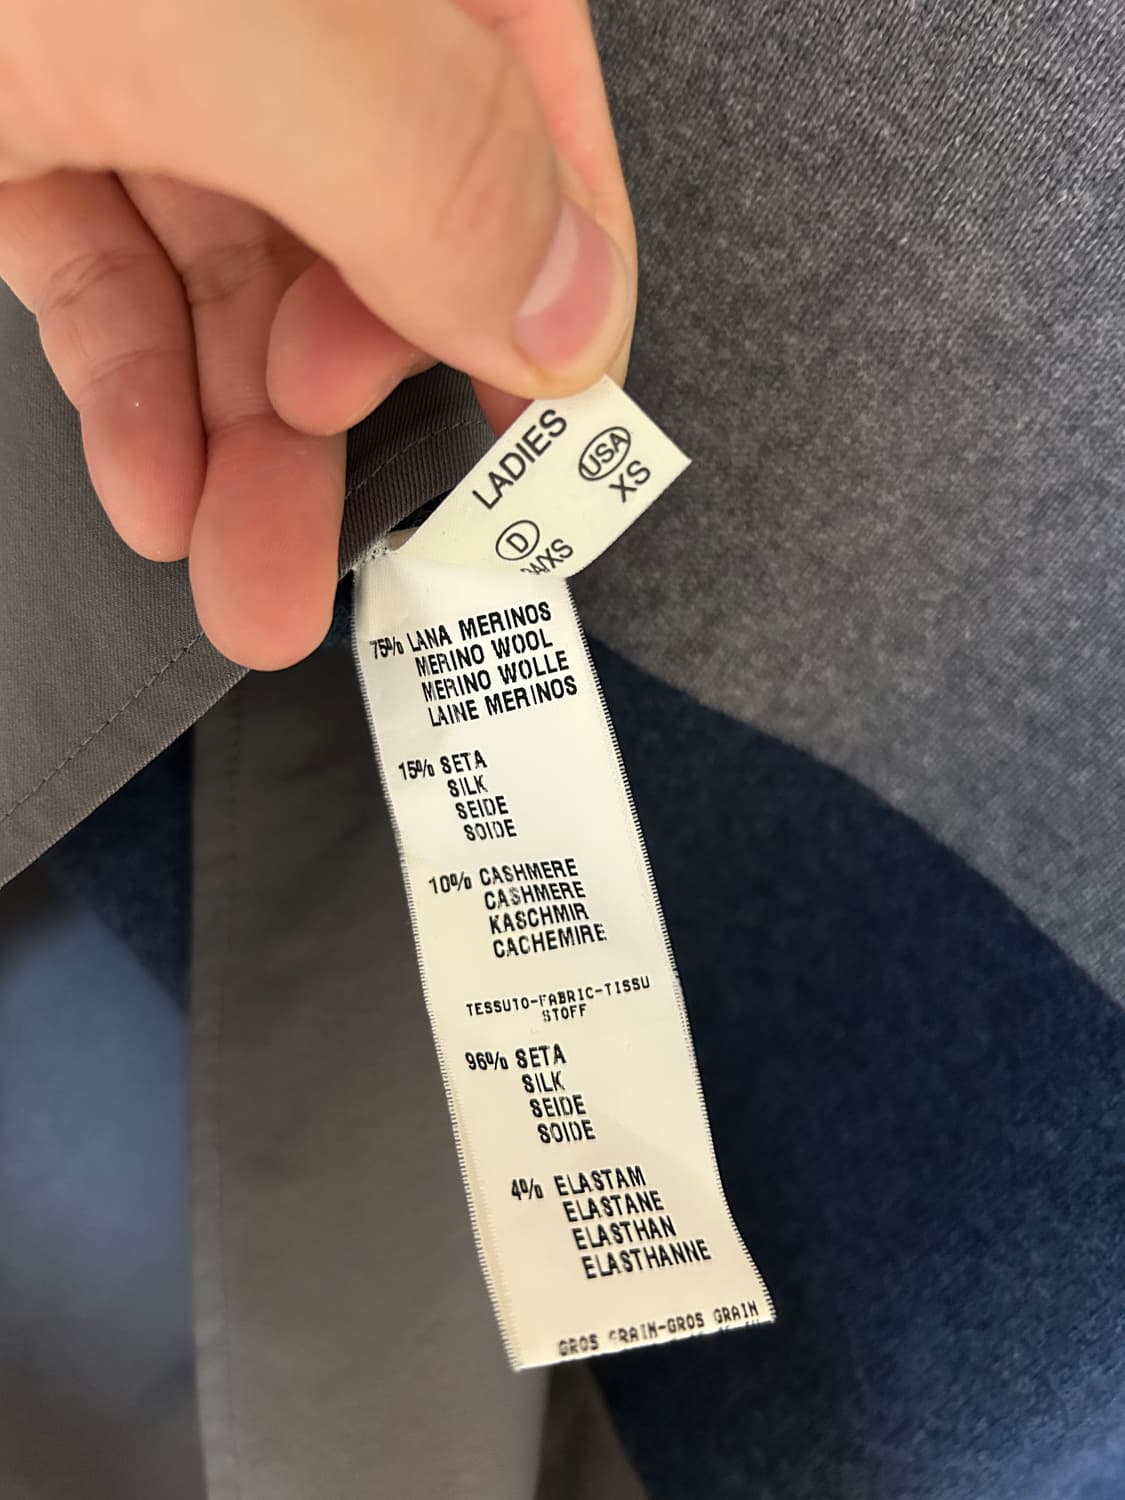 LADIES
USA
XS
D
75% LANA MERINOS
MERINO WOOL
MERINO WOLLE
LAINE MERINOS
15% SETA
SILK
SEIDE
SOIDE
10% CASHMERE
CASHMERE
KASCHMIR
CACHEMIRE
TESSUTO-FABRIC-TISSU
STOFF
96% SETA
SILK
SEIDE
SOIDE
4% ELASTAM
ELASTANE
ELASTHAN
ELASTHANNE
GROS GRAIN-GROS GRAIN